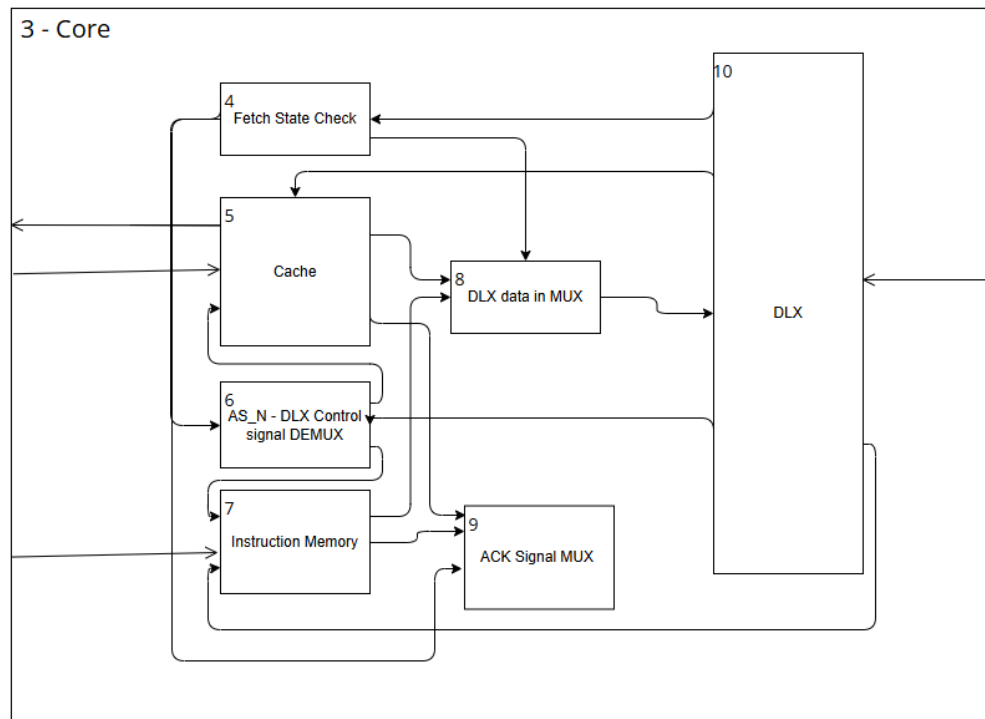 3 - Core
10
4
Fetch State Check
5
Cache
8
DLX data in MUX
DLX
6
AS_N - DLX Control
signal DEMUX
7
Instruction Memory
9
ACK Signal MUX